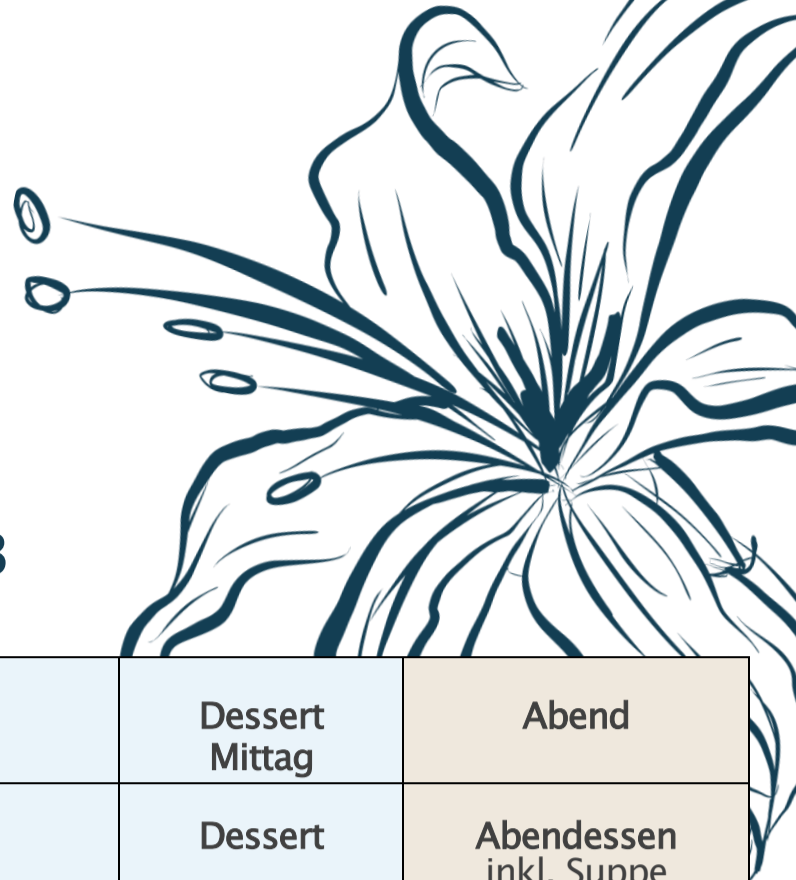 Dessert
Mittag
Abend
Dessert
Abendessen
inkl. Suppe